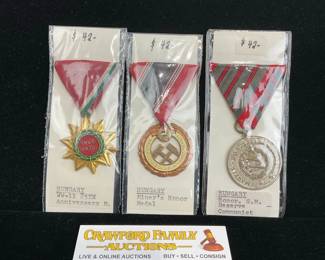 $ 42-
$ 42-
$ 42-
HUNGARY
WW-II 25TH
Anniversary M.
HUNGARY
Miner's Honor
Medal
HUNGARY
Honor, S.M.
Reserve
Communist
CRAWFORD FAMILY
AUCTIONS
LIVE & ONLINE AUCTIONS BUY - SELL - CONSIGN